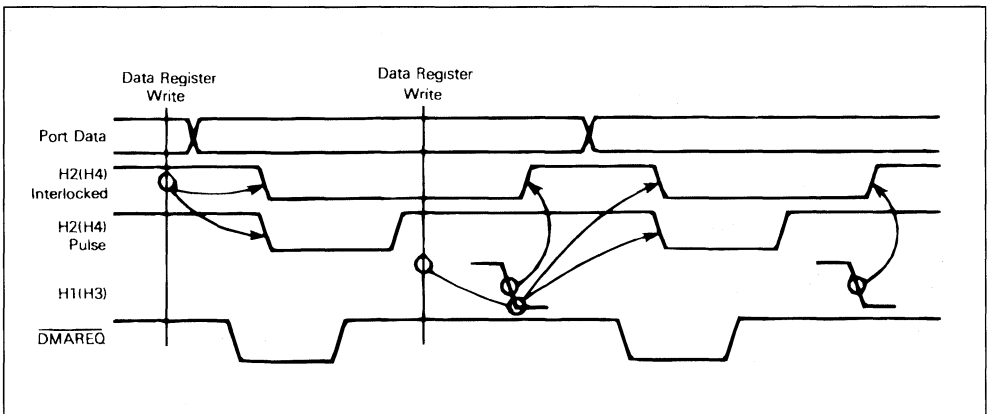 Data Register
Write
Data Register
Write
Port Data
H2(H4)
Interlocked
H2(H4)
Pulse
H1(H3)
DMAREQ